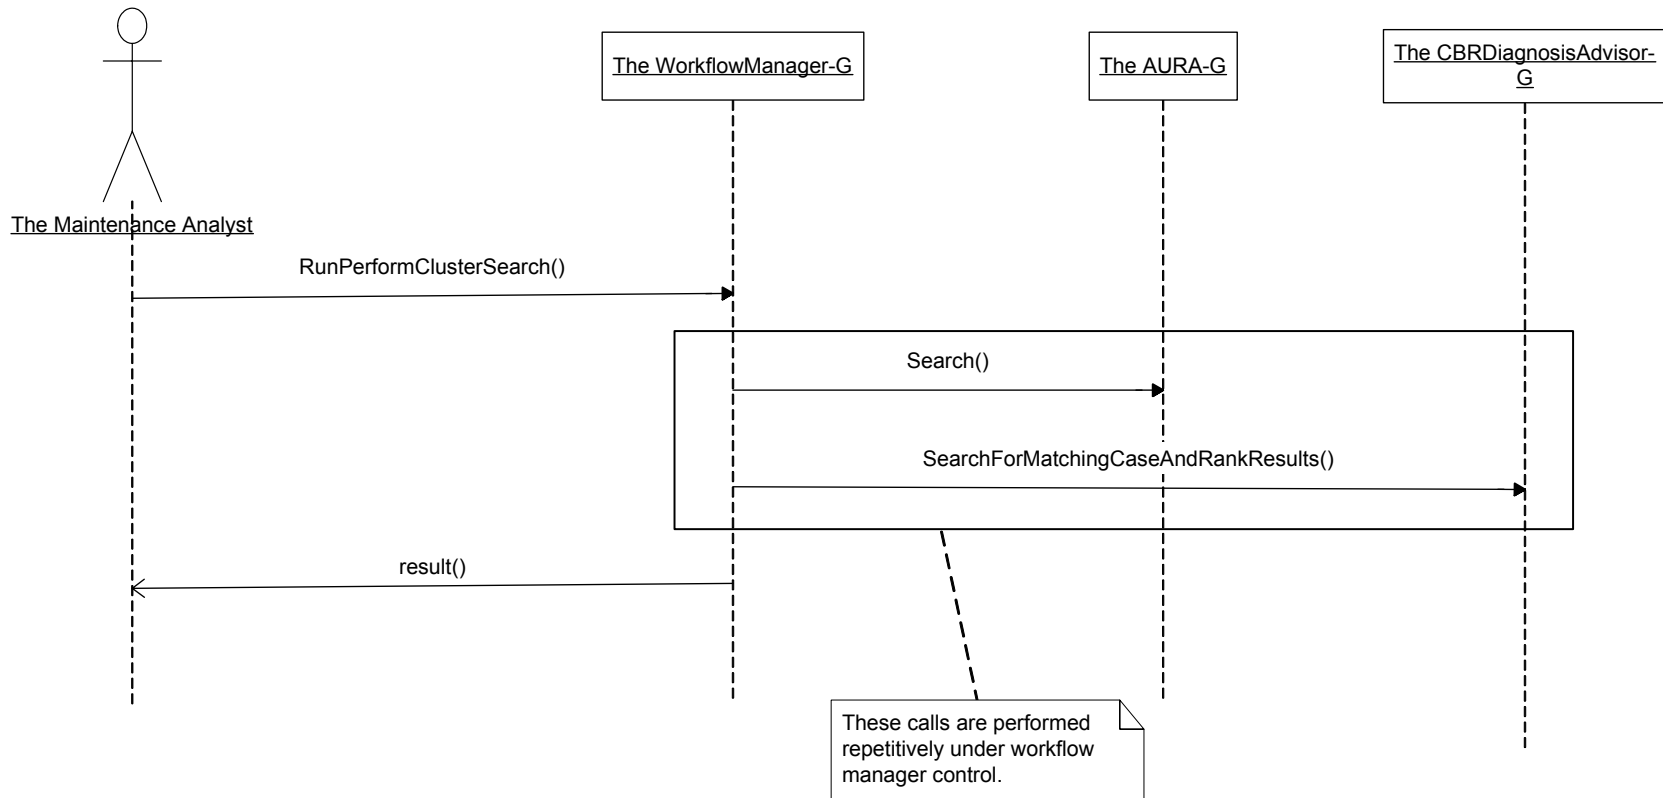 The WorkflowManager-G
The AURA-G
The CBRDiagnosisAdvisor-
G
The Maintenance Analyst
RunPerformClusterSearch()
Search()
SearchForMatchingCaseAndRankResults()
result()
These calls are performed
repetitively under workflow
manager control.